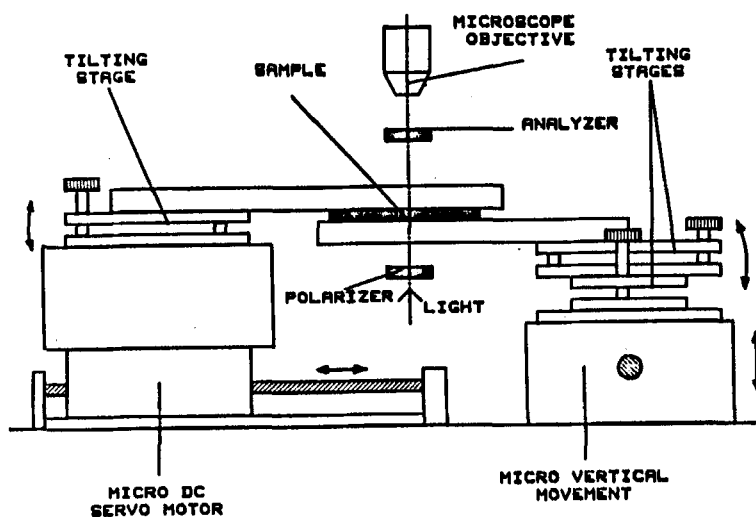 MICROSCOPE
OBJECTIVE
TILTING
STAGE
SAMPLE
TILTING
STAGES
ANALYZER
POLARIZER
LIGHT
MICRO DC
SERVO MOTOR
MICRO VERTICAL
MOVEMENT